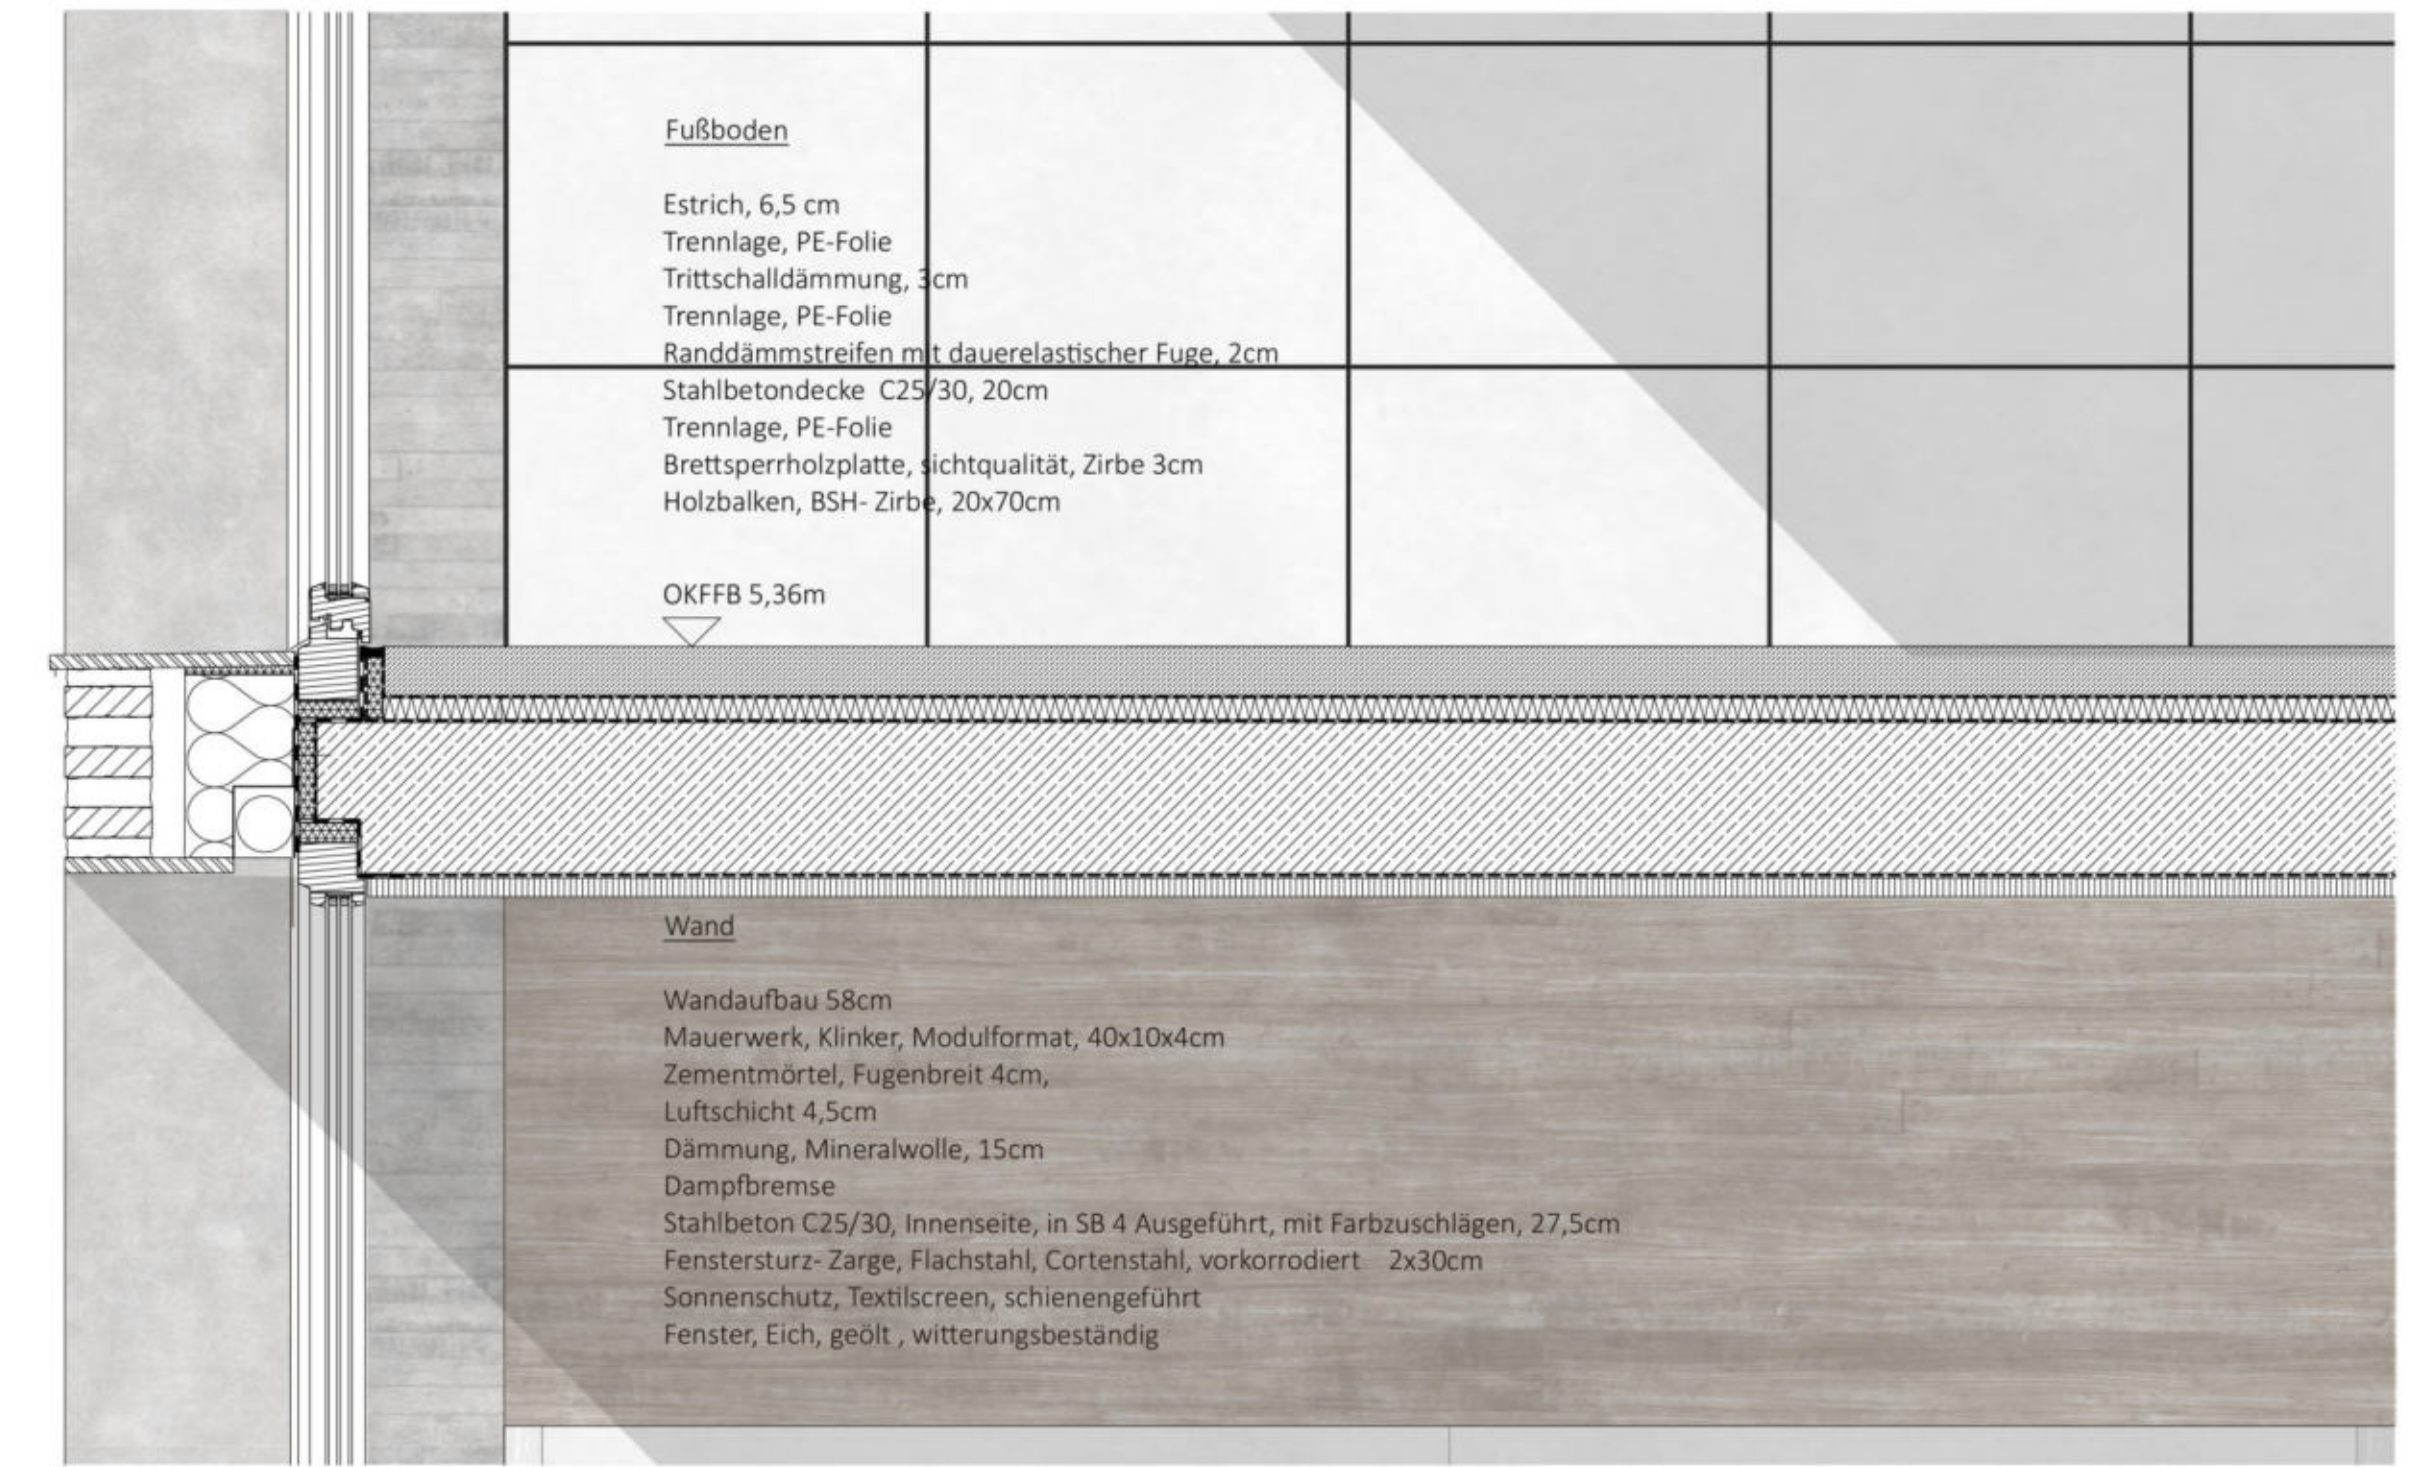 Fußboden
Estrich, 6,5 cm
Trennlage, PE-Folie
Trittschalldämmung, 3cm
Trennlage, PE-Folie
Randdämmstreifen mit dauerelastischer Fuge, 2cm
Stahlbetondecke C25/30, 20cm
Trennlage, PE-Folie
Brettsperrholzplatte, sichtqualität, Zirbe 3cm
Holzbalken, BSH- Zirbe, 20x70cm
OKFFB 5,36m
Wand
Wandaufbau 58cm
Mauerwerk, Klinker, Modulformat, 40x10x4cm
Zementmörtel, Fugenbreit 4cm,
Luftschicht 4,5cm
Dämmung, Mineralwolle, 15cm
Dampfbremse
Stahlbeton C25/30, Innenseite, in SB 4 Ausgeführt, mit Farbzuschlägen, 27,5cm
Fenstersturz- Zarge, Flachstahl, Cortenstahl, vorkorrodiert 2x30cm
Sonnenschutz, Textilscreen, schienengeführt
Fenster, Eich, geölt , witterungsbeständig